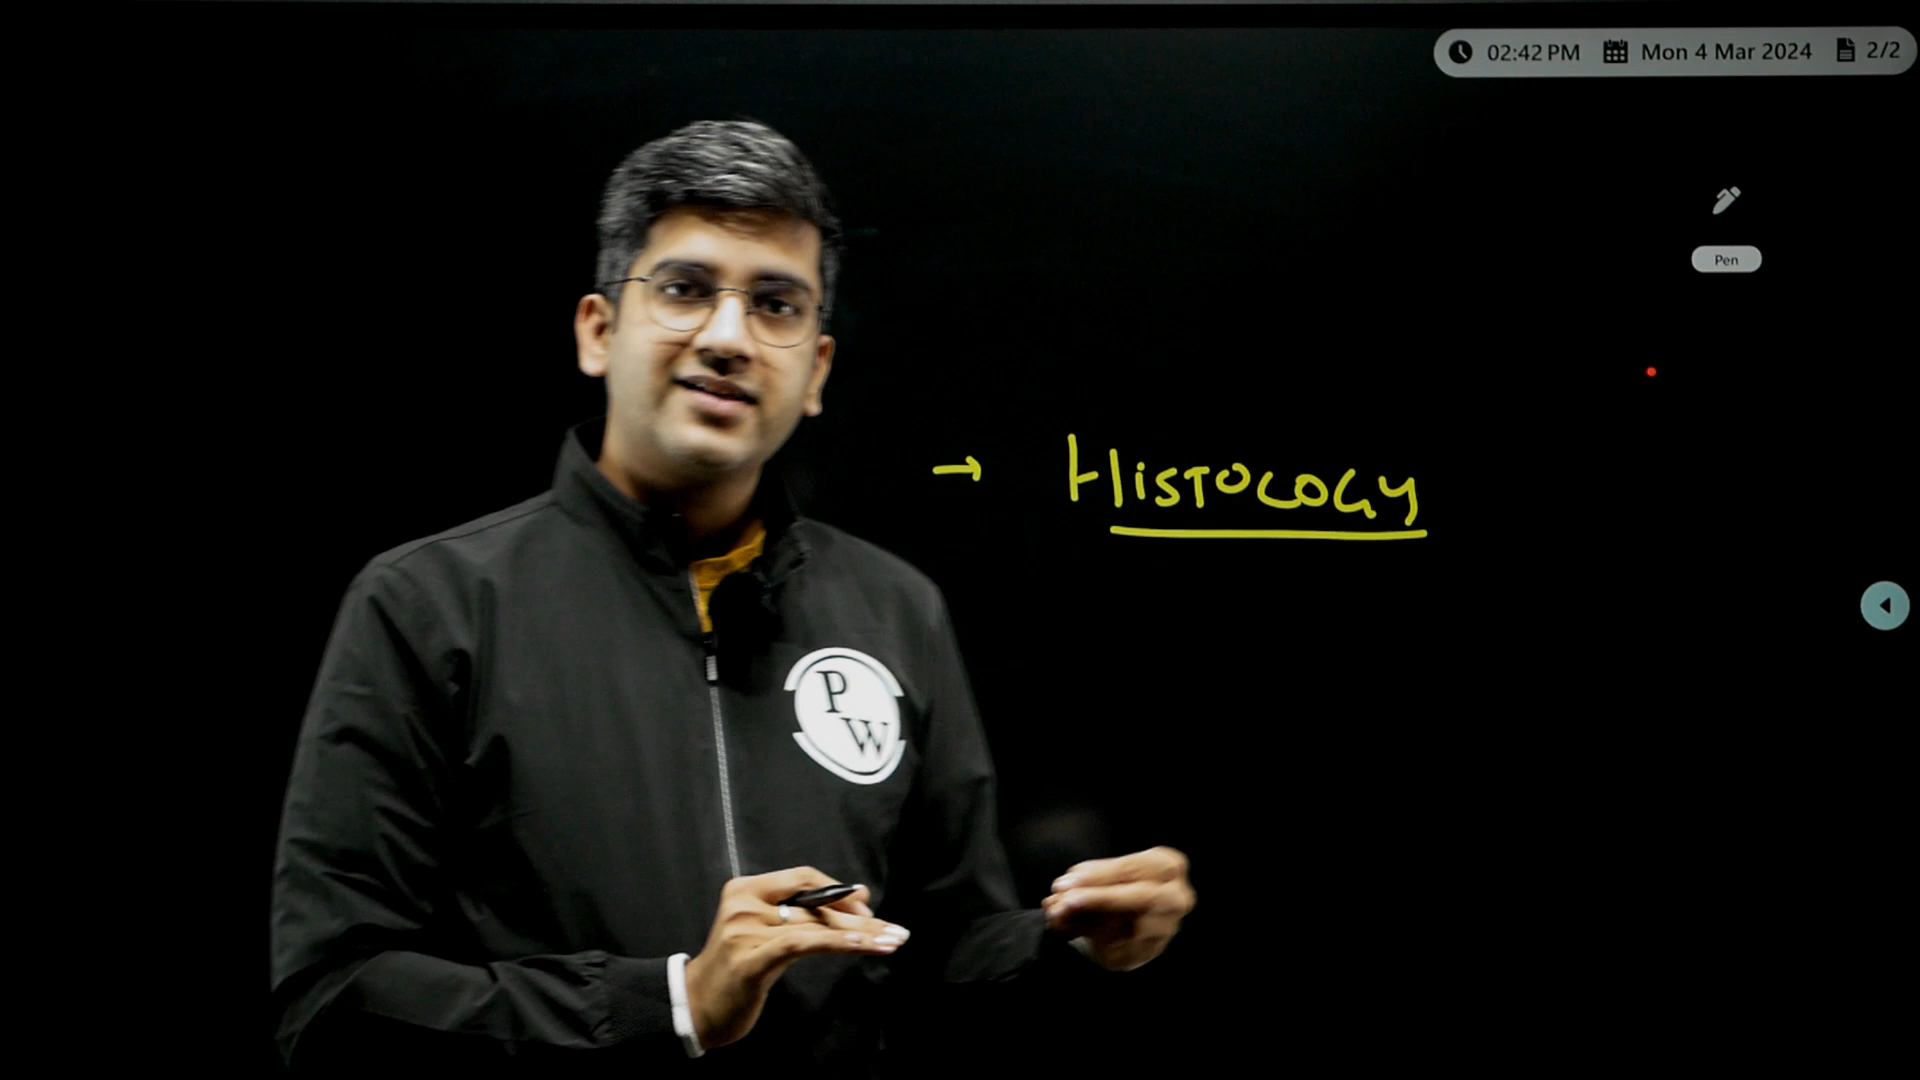 02:42 PM Mon 4 Mar 2024 2/2
Pen
→ HISTOLOGY
P
W